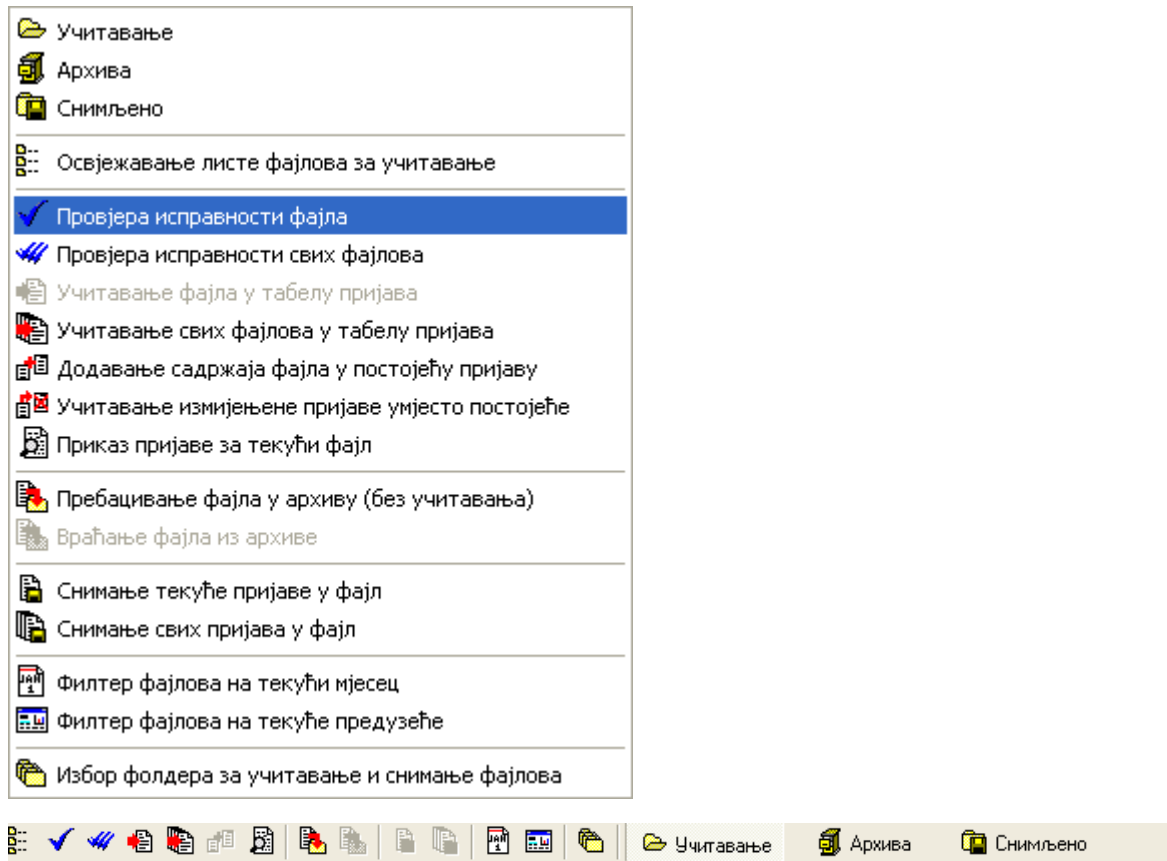 Учитавање
Архива
Снимљено
Освјежавање листе фајлова за учитавање
Провјера исправности фајла
Провјера исправности свих фајлова
Учитавање фајла у табелу пријава
Учитавање свих фајлова у табелу пријава
Додавање садржаја фајла у постојећу пријаву
Учитавање измијењене пријаве умјесто постојеће
Приказ пријаве за текући фајл
Пребацивање фајла у архиву (без учитавања)
Враћање фајла из архиве
Снимање текуће пријаве у фајл
Снимање свих пријава у фајл
Филтер фајлова на текући мјесец
Филтер фајлова на текуће предузеће
Избор фолдера за учитавање и снимање фајлова
Учитавање Архива Снимљено